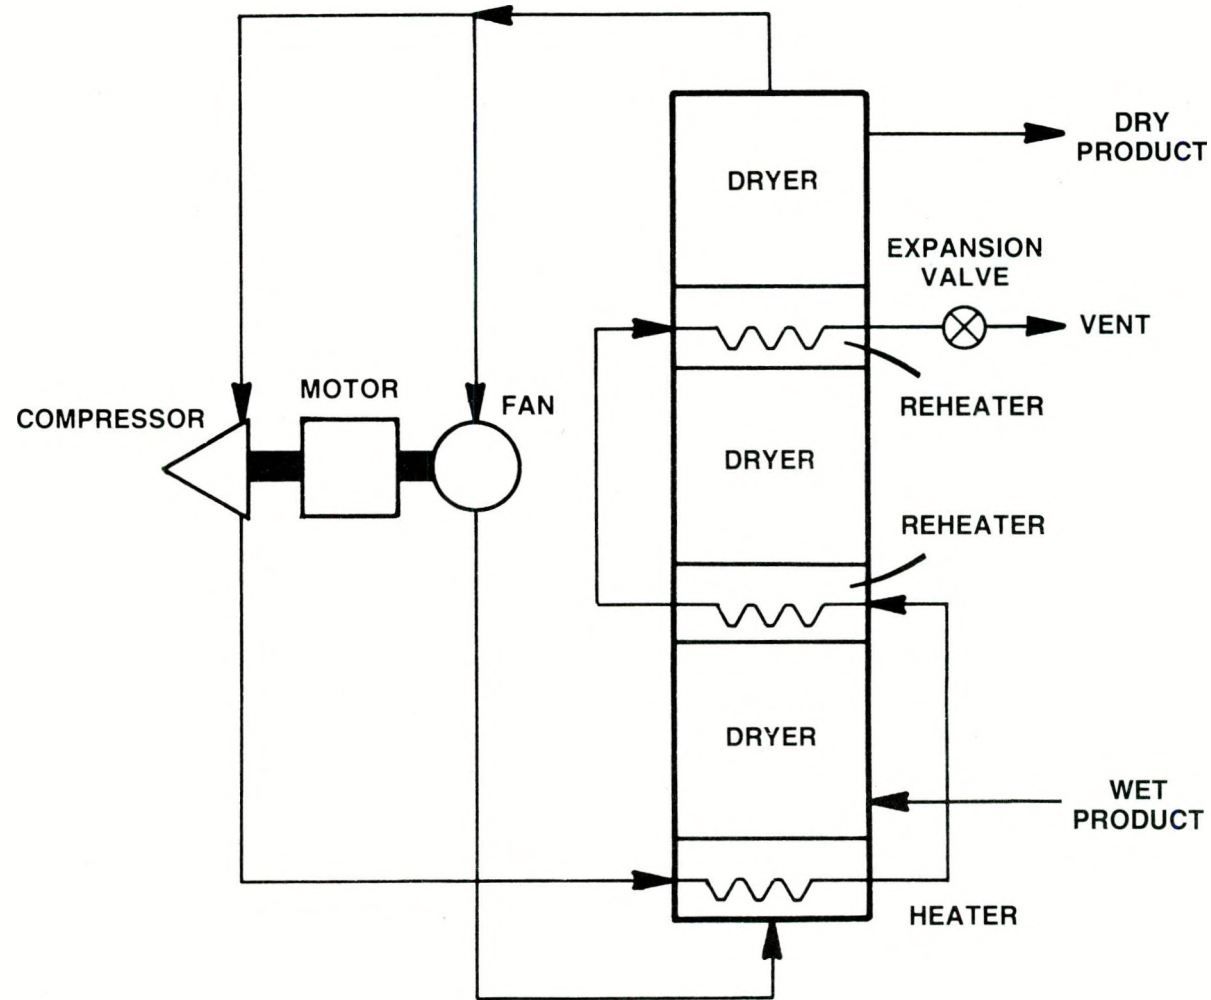 DRY
PRODUCT
DRYER
EXPANSION
VALVE
VENT
MOTOR
FAN
COMPRESSOR
REHEATER
DRYER
REHEATER
DRYER
WET
PRODUCT
HEATER